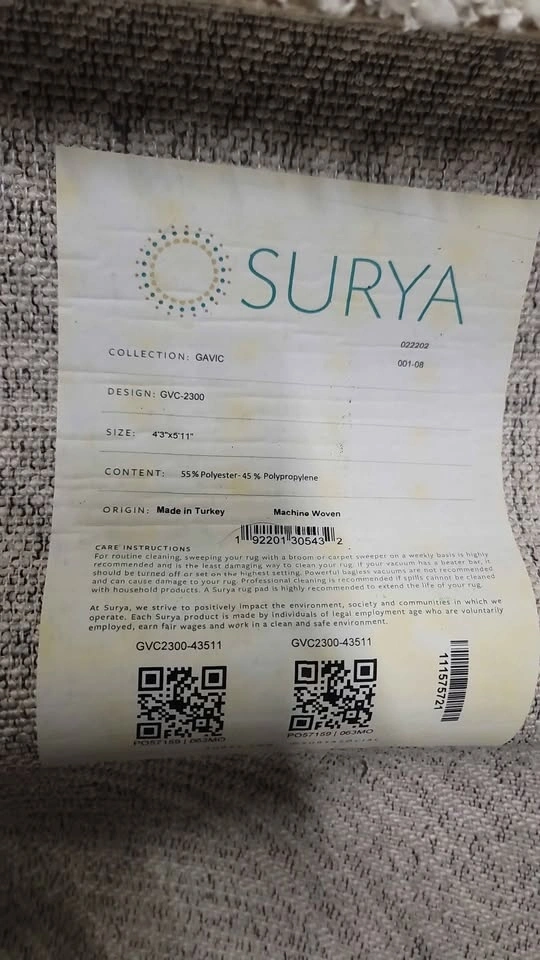 SURYA
022202
COLLECTION: GAVIC
001-08
DESIGN: GVC-2300
SIZE: 4'3"x5'11"
CONTENT: 55% Polyester- 45 % Polypropylene
ORIGIN: Made in Turkey Machine Woven
1 92201 30543 2
CARE INSTRUCTIONS
For routine cleaning, sweeping your rug with a broom or carpet sweeper on a weekly basis is highly
recommended and is the least damaging way to clean your rug. If your vacuum has a beater bar, it
should be turned off or set on the highest setting. Powerful bagless vacuums are not recommended
and can cause damage to your rug. Professional cleaning is recommended if spills cannot be cleaned
with household products. A Surya rug pad is highly recommended to extend the life of your rug.
At Surya, we strive to positively impact the environment, society and communities in which we
operate. Each Surya product is made by individuals of legal employment age who are voluntarily
employed, earn fair wages and work in a clean and safe environment.
GVC2300-43511 GVC2300-43511
111575721
PO57159 | 063MO PO57159 | 063MO